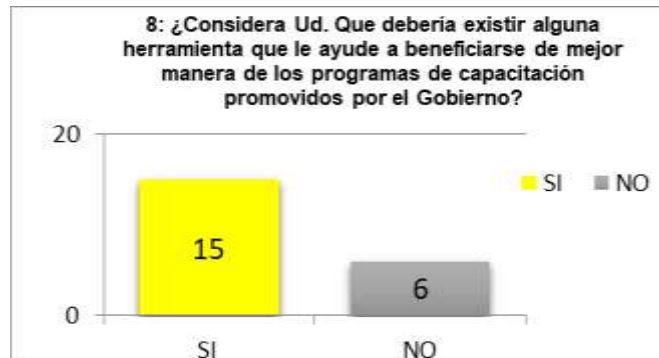 8: ¿Considera Ud. Que debería existir alguna
herramienta que le ayude a beneficiarse de mejor
manera de los programas de capacitación
promovidos por el Gobierno?
20
SI NO
15
6
0
SI NO